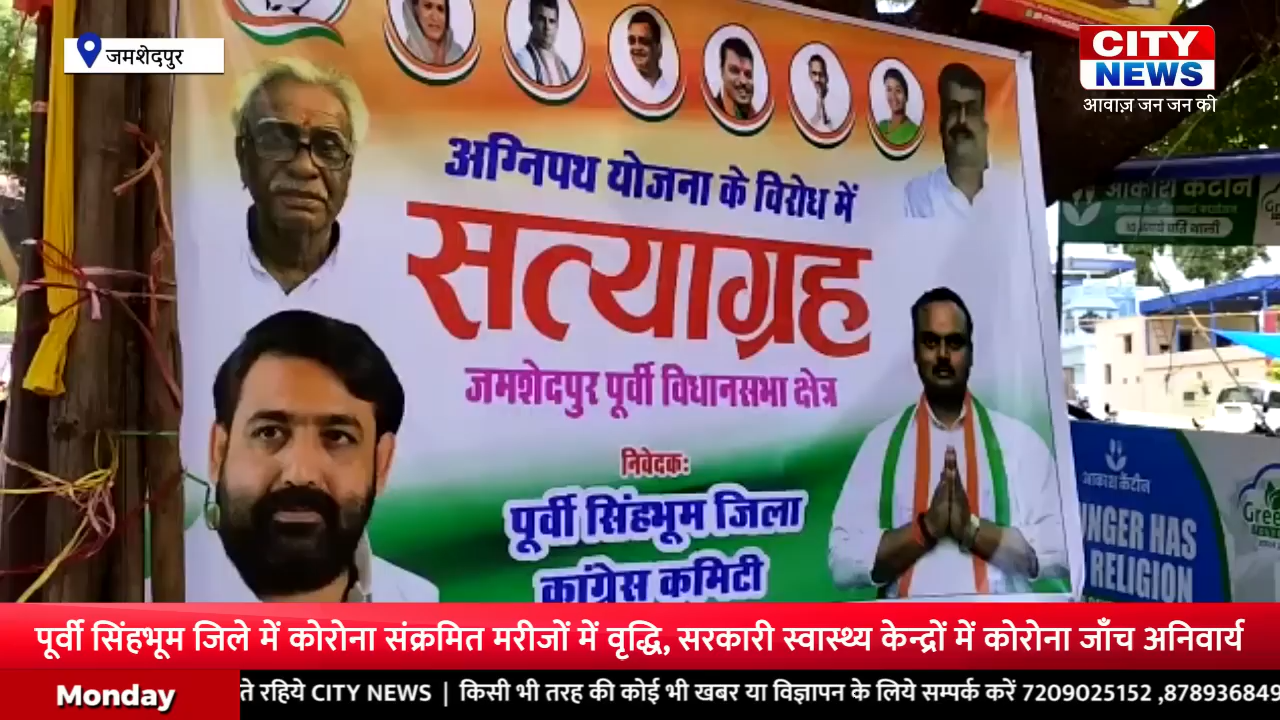 जमशेदपुर
CITY
NEWS
आवाज़ जन जन की
अग्निपथ योजना के विरोध में
सत्याग्रह
जमशेदपुर पूर्वी विधानसभा क्षेत्र
निवेदकः
पूर्वी सिंहभूम जिला
कांग्रेस कमिटी
आकाश कैंटीन
आकाश कैंटीन
UNGER HAS
RELIGION
Gree
पूर्वी सिंहभूम जिले में कोरोना संक्रमित मरीजों में वृद्धि, सरकारी स्वास्थ्य केन्द्रों में कोरोना जाँच अनिवार्य
Monday
ते रहिये CITY NEWS | किसी भी तरह की कोई भी खबर या विज्ञापन के लिये सम्पर्क करें 7209025152 ,878936849